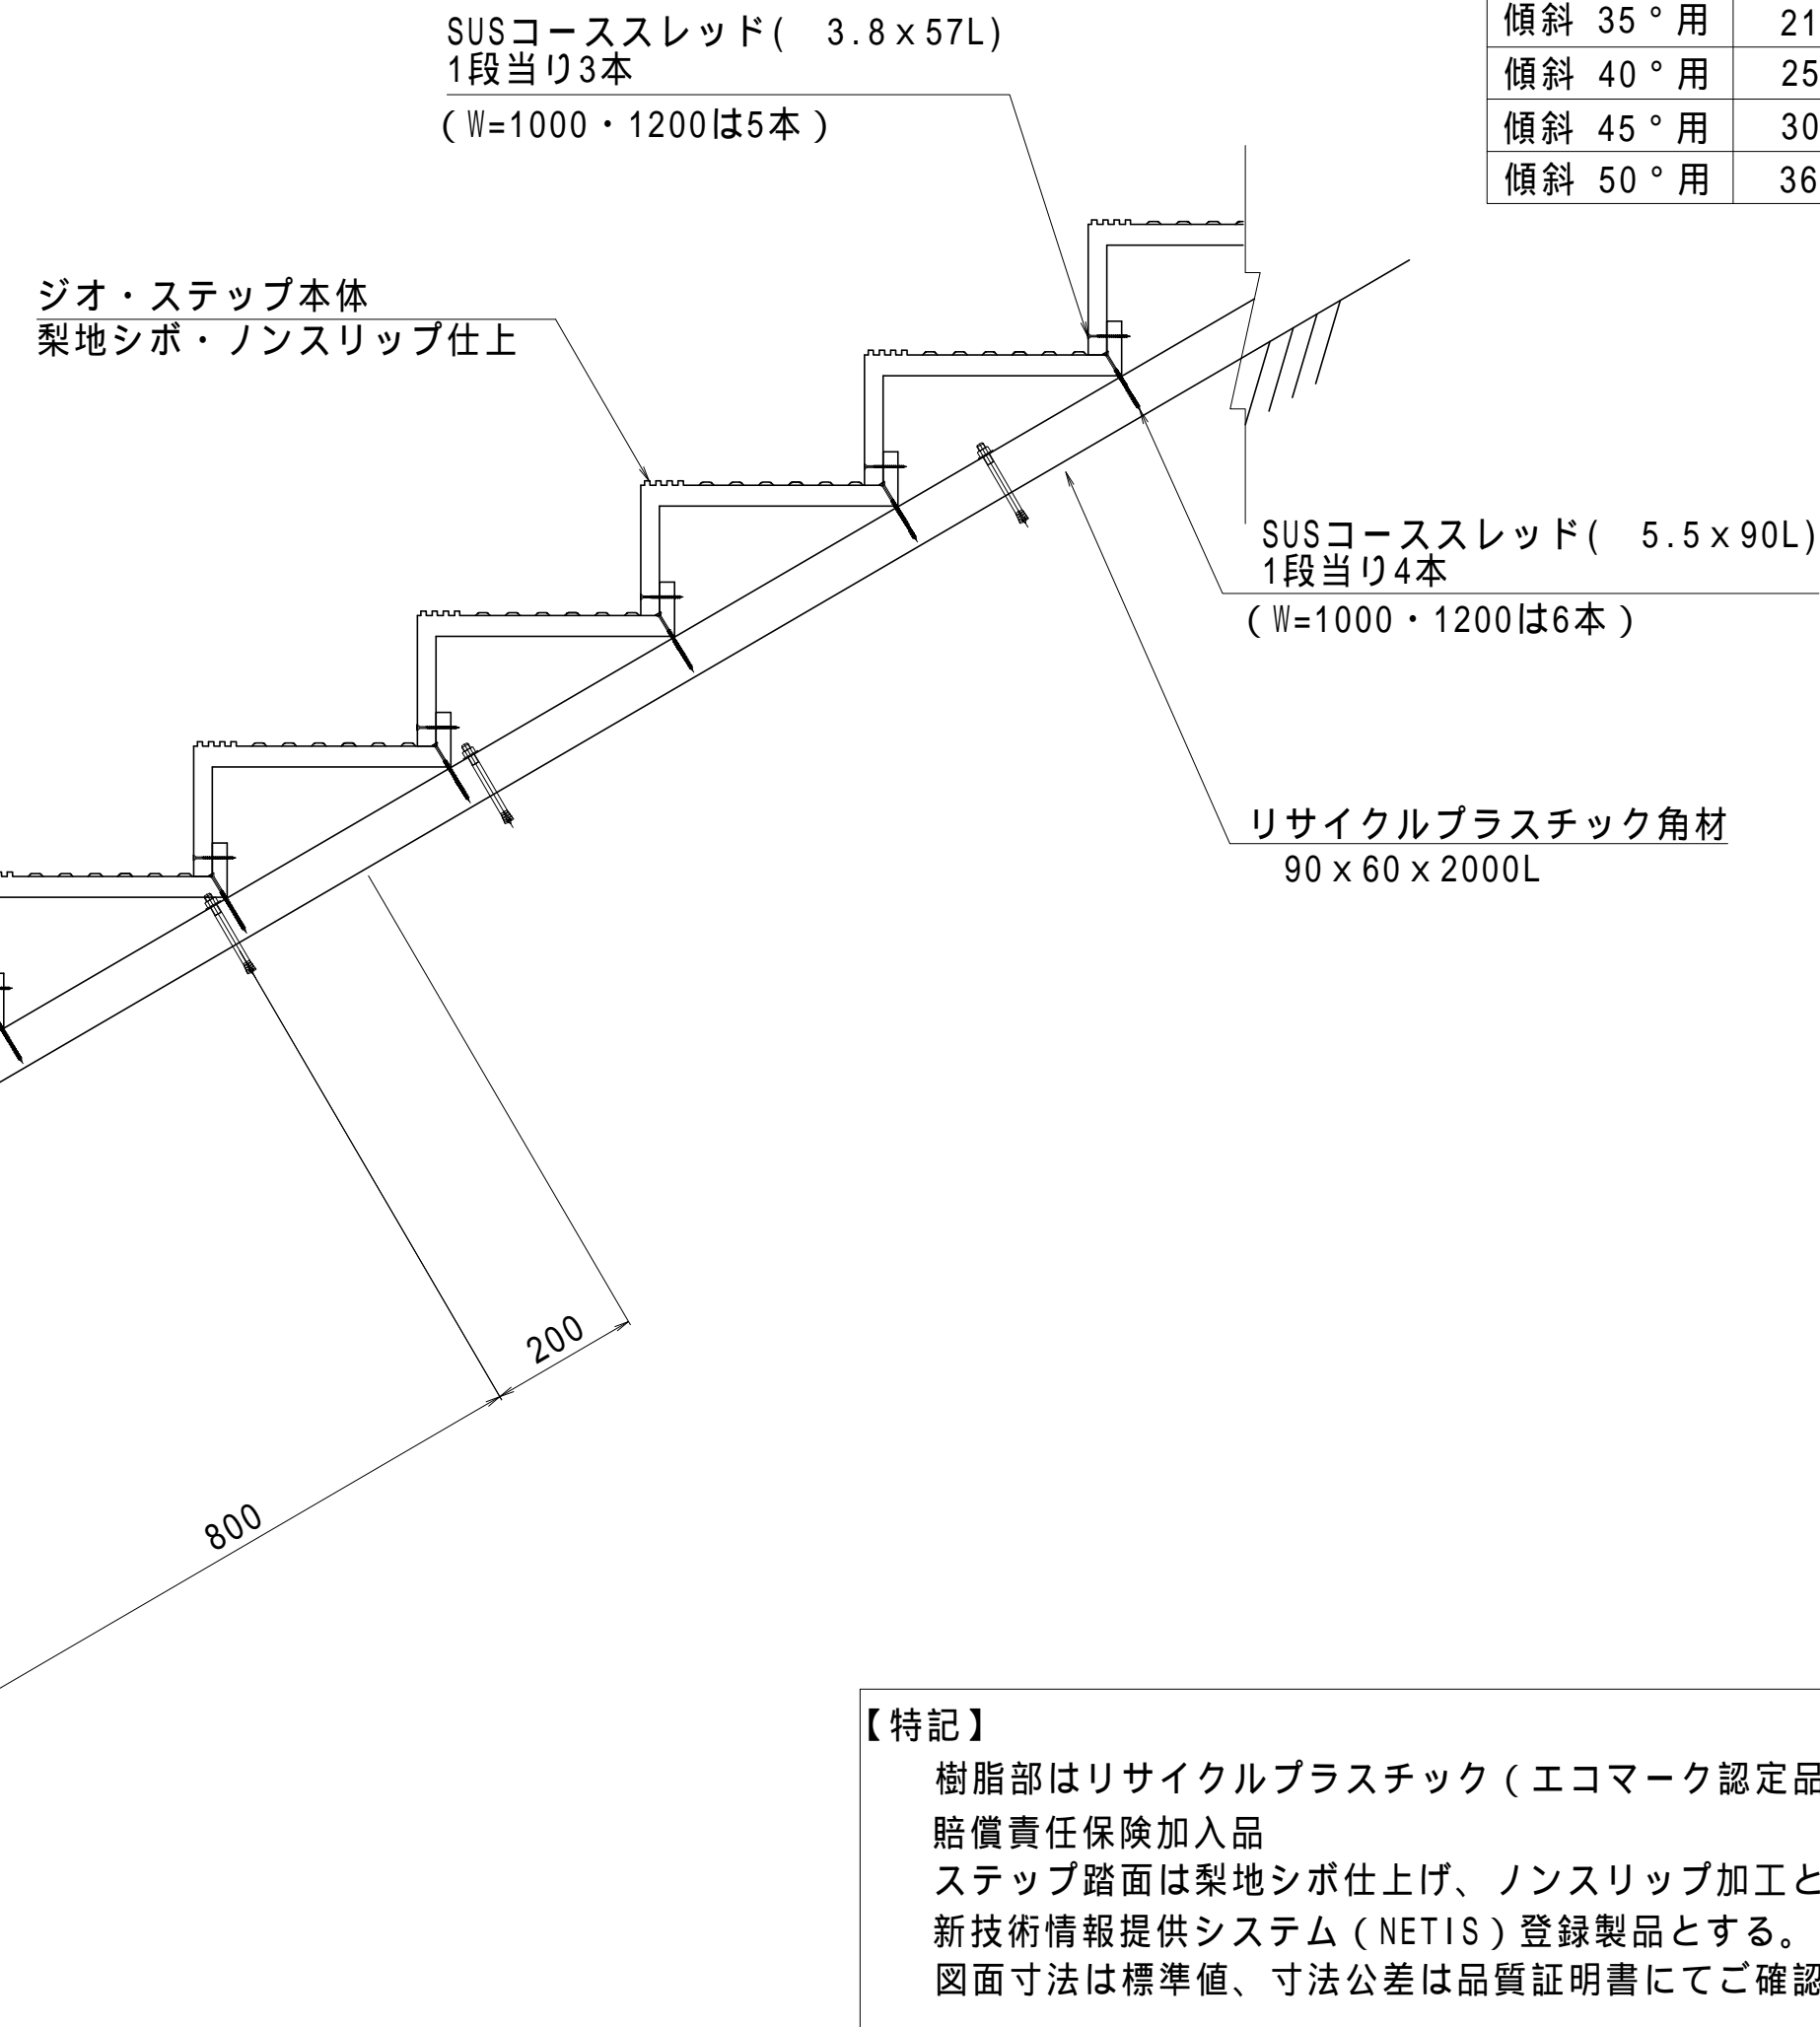 SUSコーススレッド( 3.8×57L)
1段当り3本
(W=1000・1200は5本)
傾斜 35°用 21
傾斜 40°用 25
傾斜 45°用 30
傾斜 50°用 36
ジオ・ステップ本体
梨地シボ・ノンスリップ仕上
SUSコーススレッド( 5.5×90L)
1段当り4本
(W=1000・1200は6本)
リサイクルプラスチック角材
90×60×2000L
200
800
【特記】
樹脂部はリサイクルプラスチック(エコマーク認定品
賠償責任保険加入品
ステップ踏面は梨地シボ仕上げ、ノンスリップ加工と
新技術情報提供システム(NETIS)登録製品とする。
図面寸法は標準値、寸法公差は品質証明書にてご確認